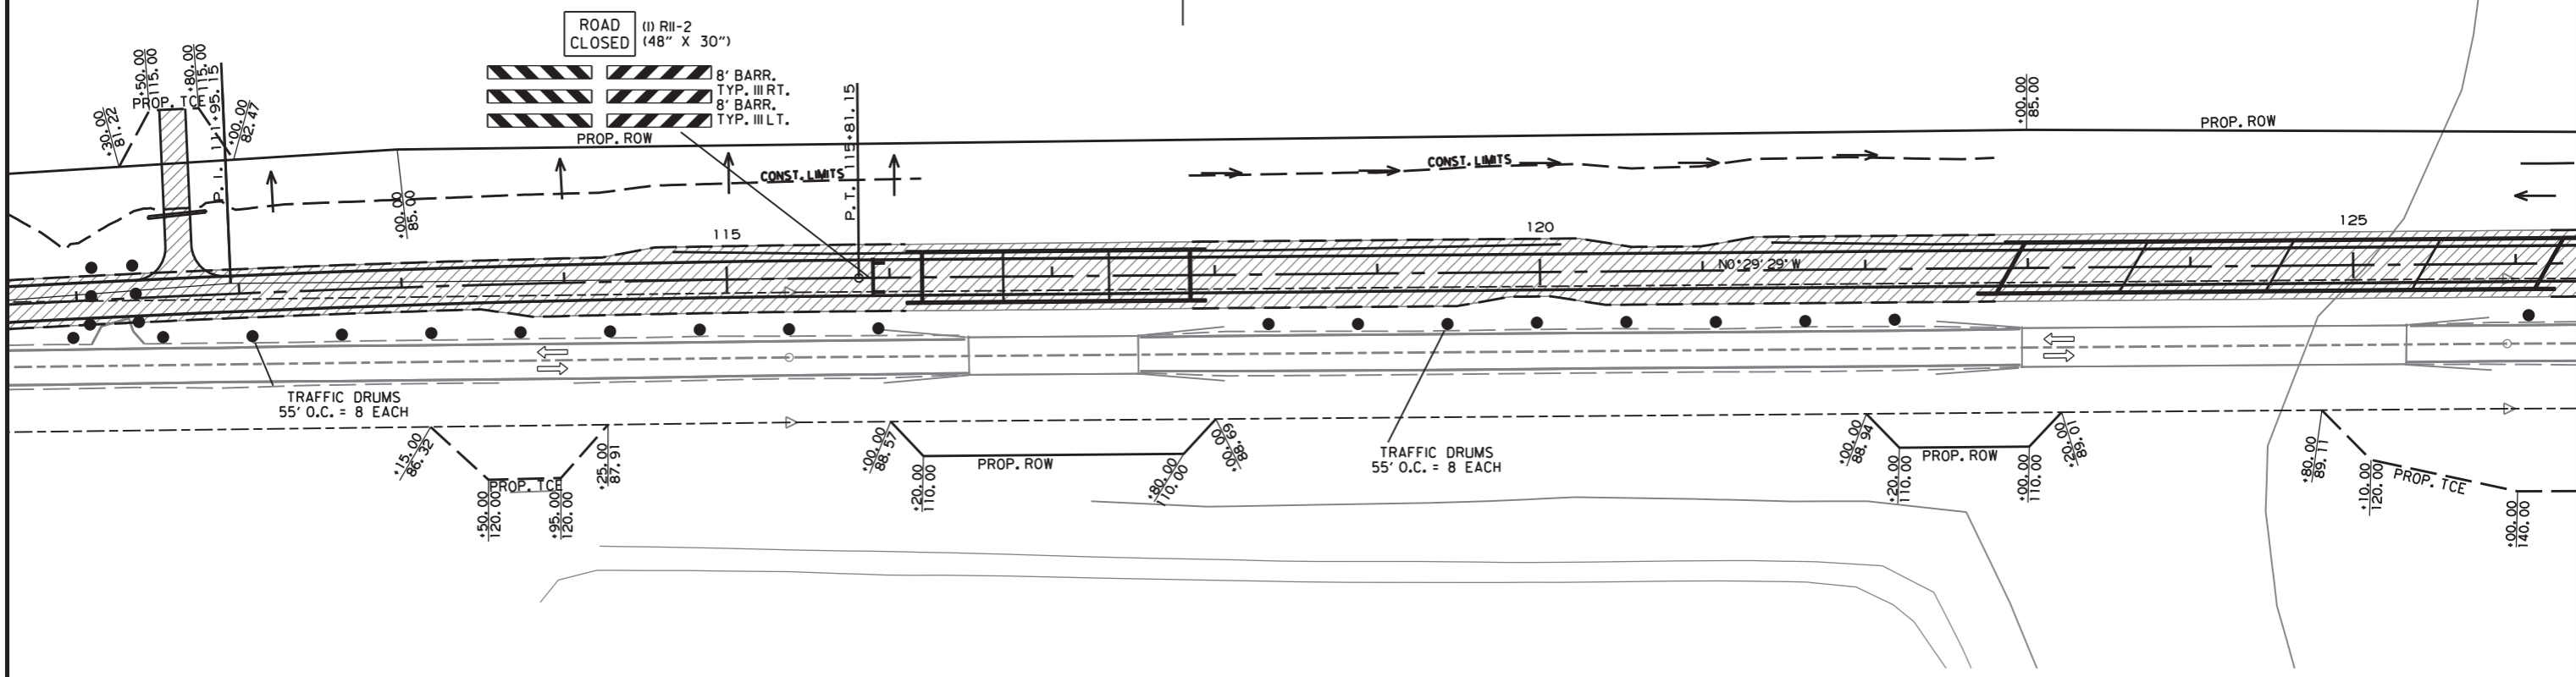 ROAD
CLOSED
(1) R11-2
(48" X 30")
8' BARR.
TYP. III RT.
8' BARR.
TYP. III LT.
PROP. ROW
+30.00
81.22
+50.00
115.00
PROP. TCE
+80.00
115.00
P. I. 111+95.15
+00.00
82.47
+00.00
85.00
CONST. LIMITS
P. T. 115+81.15
CONST. LIMITS
+00.00
85.00
PROP. ROW
115
120
125
N0°29'29"W
TRAFFIC DRUMS
55' O.C. = 8 EACH
TRAFFIC DRUMS
55' O.C. = 8 EACH
+15.00
86.32
+50.00
120.00
PROP. TCE
+95.00
120.00
+25.00
87.91
+00.00
88.57
+20.00
110.00
PROP. ROW
+80.00
110.00
+00.00
88.69
+00.00
88.94
+20.00
110.00
PROP. ROW
+00.00
110.00
+20.00
89.01
+80.00
89.11
+10.00
120.00
PROP. TCE
+00.00
140.00